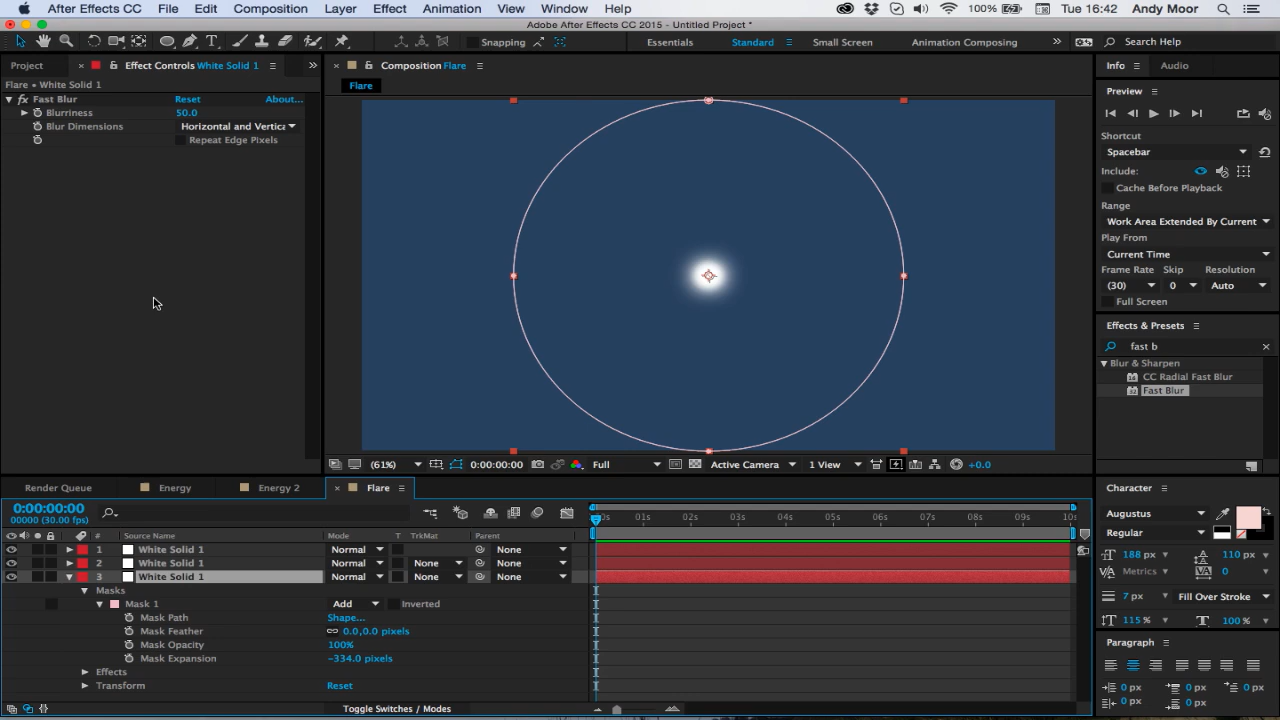 After Effects CC File Edit Composition Layer Effect Animation View Window Help 100% Tue 16:42 Andy Moor
Adobe After Effects CC 2015 - Untitled Project *
Snapping Essentials Standard Small Screen Animation Composing Search Help
Project Effect Controls White Solid 1 Composition Flare Info Audio
Flare • White Solid 1
Flare
fx Fast Blur Reset About...
Blurriness 50.0
Blur Dimensions Horizontal and Vertica
Repeat Edge Pixels
Preview
Shortcut
Spacebar
Include:
Cache Before Playback
Range
Work Area Extended By Current
Play From
Current Time
Frame Rate Skip Resolution
(30) 0 Auto
Full Screen
Effects & Presets
fast b
Blur & Sharpen
CC Radial Fast Blur
Fast Blur
(61%) 0:00:00:00 Full Active Camera 1 View +0.0
Render Queue Energy Energy 2 Flare
0:00:00:00
00000 (30.00 fps)
0s 01s 02s 03s 04s 05s 06s 07s 08s 09s 10s
# Source Name Mode T TrkMat Parent
1 White Solid 1 Normal None
2 White Solid 1 Normal None None
3 White Solid 1 Normal None None
Masks
Mask 1 Add Inverted
Mask Path Shape...
Mask Feather 0.0,0.0 pixels
Mask Opacity 100%
Mask Expansion -334.0 pixels
Effects
Transform Reset
Toggle Switches / Modes
Character
Augustus
Regular
188 px 110 px
Metrics 0
7 px Fill Over Stroke
115 % 100 %
Paragraph
0 px 0 px 0 px
0 px 0 px